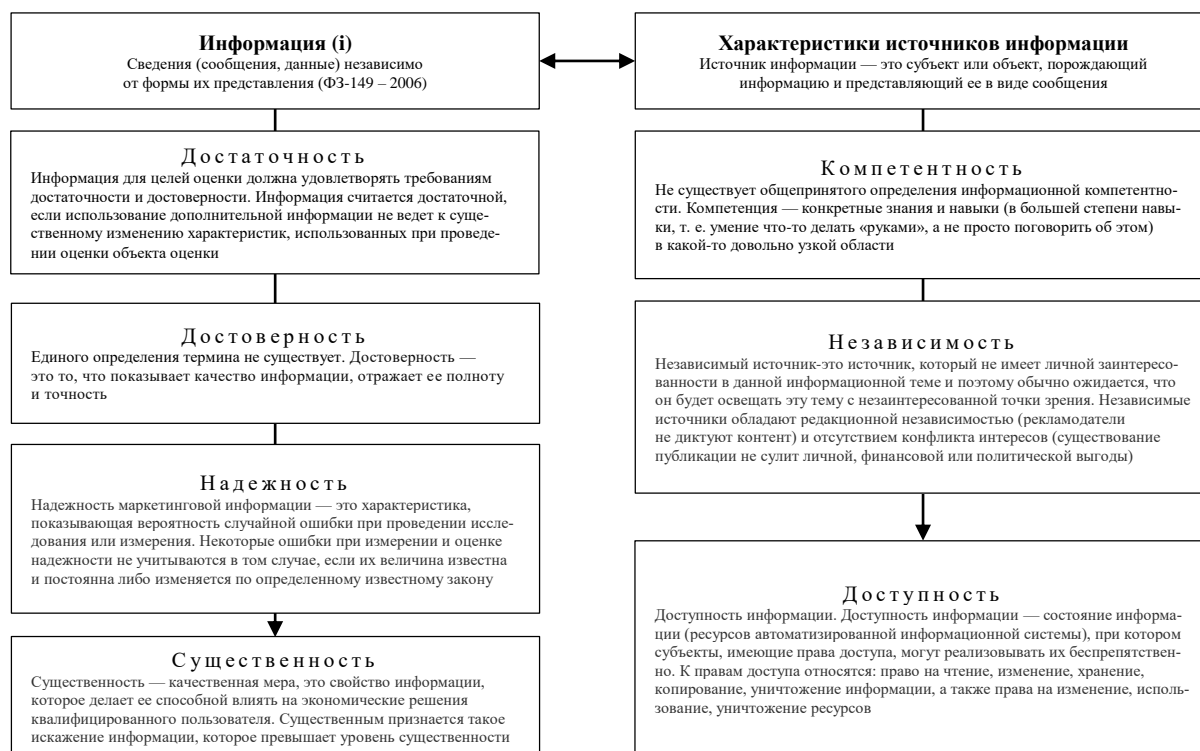 Информация (i)
Сведения (сообщения, данные) независимо
от формы их представления (ФЗ-149 – 2006)
Достаточность
Информация для целей оценки должна удовлетворять требованиям
достаточности и достоверности. Информация считается достаточной,
если использование дополнительной информации не ведет к суще-
ственному изменению характеристик, использованных при проведе-
нии оценки объекта оценки
Достоверность
Единого определения термина не существует. Достоверность —
это то, что показывает качество информации, отражает ее полноту
и точность
Надежность
Надежность маркетинговой информации — это характеристика,
показывающая вероятность случайной ошибки при проведении иссле-
дования или измерения. Некоторые ошибки при измерении и оценке
надежности не учитываются в том случае, если их величина известна
и постоянна либо изменяется по определенному известному закону
Существенность
Существенность — качественная мера, это свойство информации,
которое делает ее способной влиять на экономические решения
квалифицированного пользователя. Существенным признается такое
искажение информации, которое превышает уровень существенности
Характеристики источников информации
Источник информации — это субъект или объект, порождающий
информацию и представляющий ее в виде сообщения
Компетентность
Не существует общепринятого определения информационной компетентно-
сти. Компетенция — конкретные знания и навыки (в большей степени навы-
ки, т. е. умение что-то делать «руками», а не просто поговорить об этом)
в какой-то довольно узкой области
Независимость
Независимый источник-это источник, который не имеет личной заинтересо-
ванности в данной информационной теме и поэтому обычно ожидается, что
он будет освещать эту тему с незаинтересованной точки зрения. Независимые
источники обладают редакционной независимостью (рекламодатели
не диктуют контент) и отсутствием конфликта интересов (существование
публикации не сулит личной, финансовой или политической выгоды)
Доступность
Доступность информации. Доступность информации — состояние информа-
ции (ресурсов автоматизированной информационной системы), при котором
субъекты, имеющие права доступа, могут реализовывать их беспрепятствен-
но. К правам доступа относятся: право на чтение, изменение, хранение,
копирование, уничтожение информации, а также права на изменение, исполь-
зование, уничтожение ресурсов